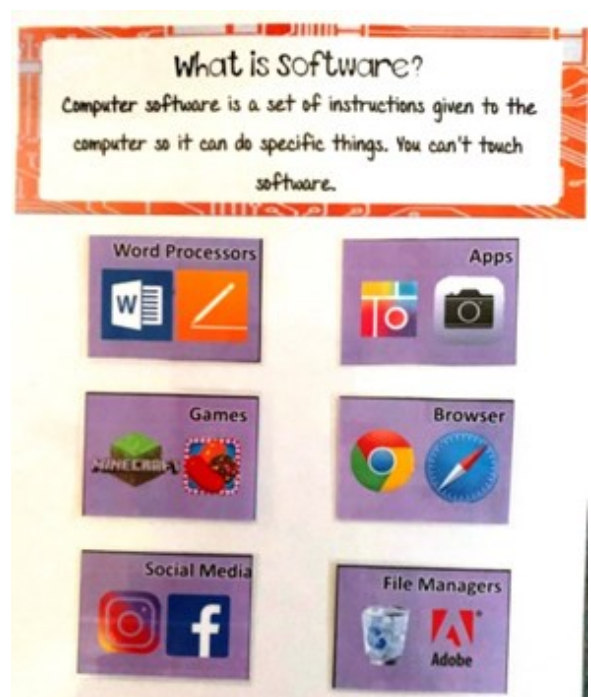 What is Software?
Computer software is a set of instructions given to the
computer so it can do specific things. You can't touch
software.
Word Processors
W
Apps
Games
MINECRAFT
Browser
Social Media
f
File Managers
Adobe